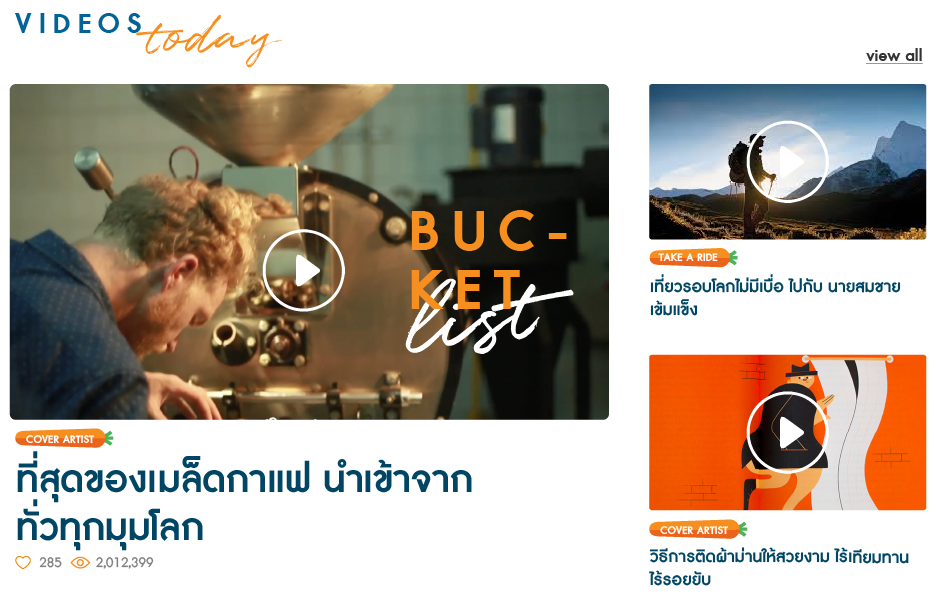 VIDEOS today
view all
BUC-
KET
list
COVER ARTIST
ที่สุดของเมล็ดกาแฟ นำเข้าจาก
ทั่วทุกมุมโลก
285 2,012,399
TAKE A RIDE
เที่ยวรอบโลกไม่มีเบื่อ ไปกับ นายสมชาย
เข้มแข็ง
COVER ARTIST
วิธีการติดผ้าม่านให้สวยงาม ไร้เทียมทาน
ไร้รอยยับ